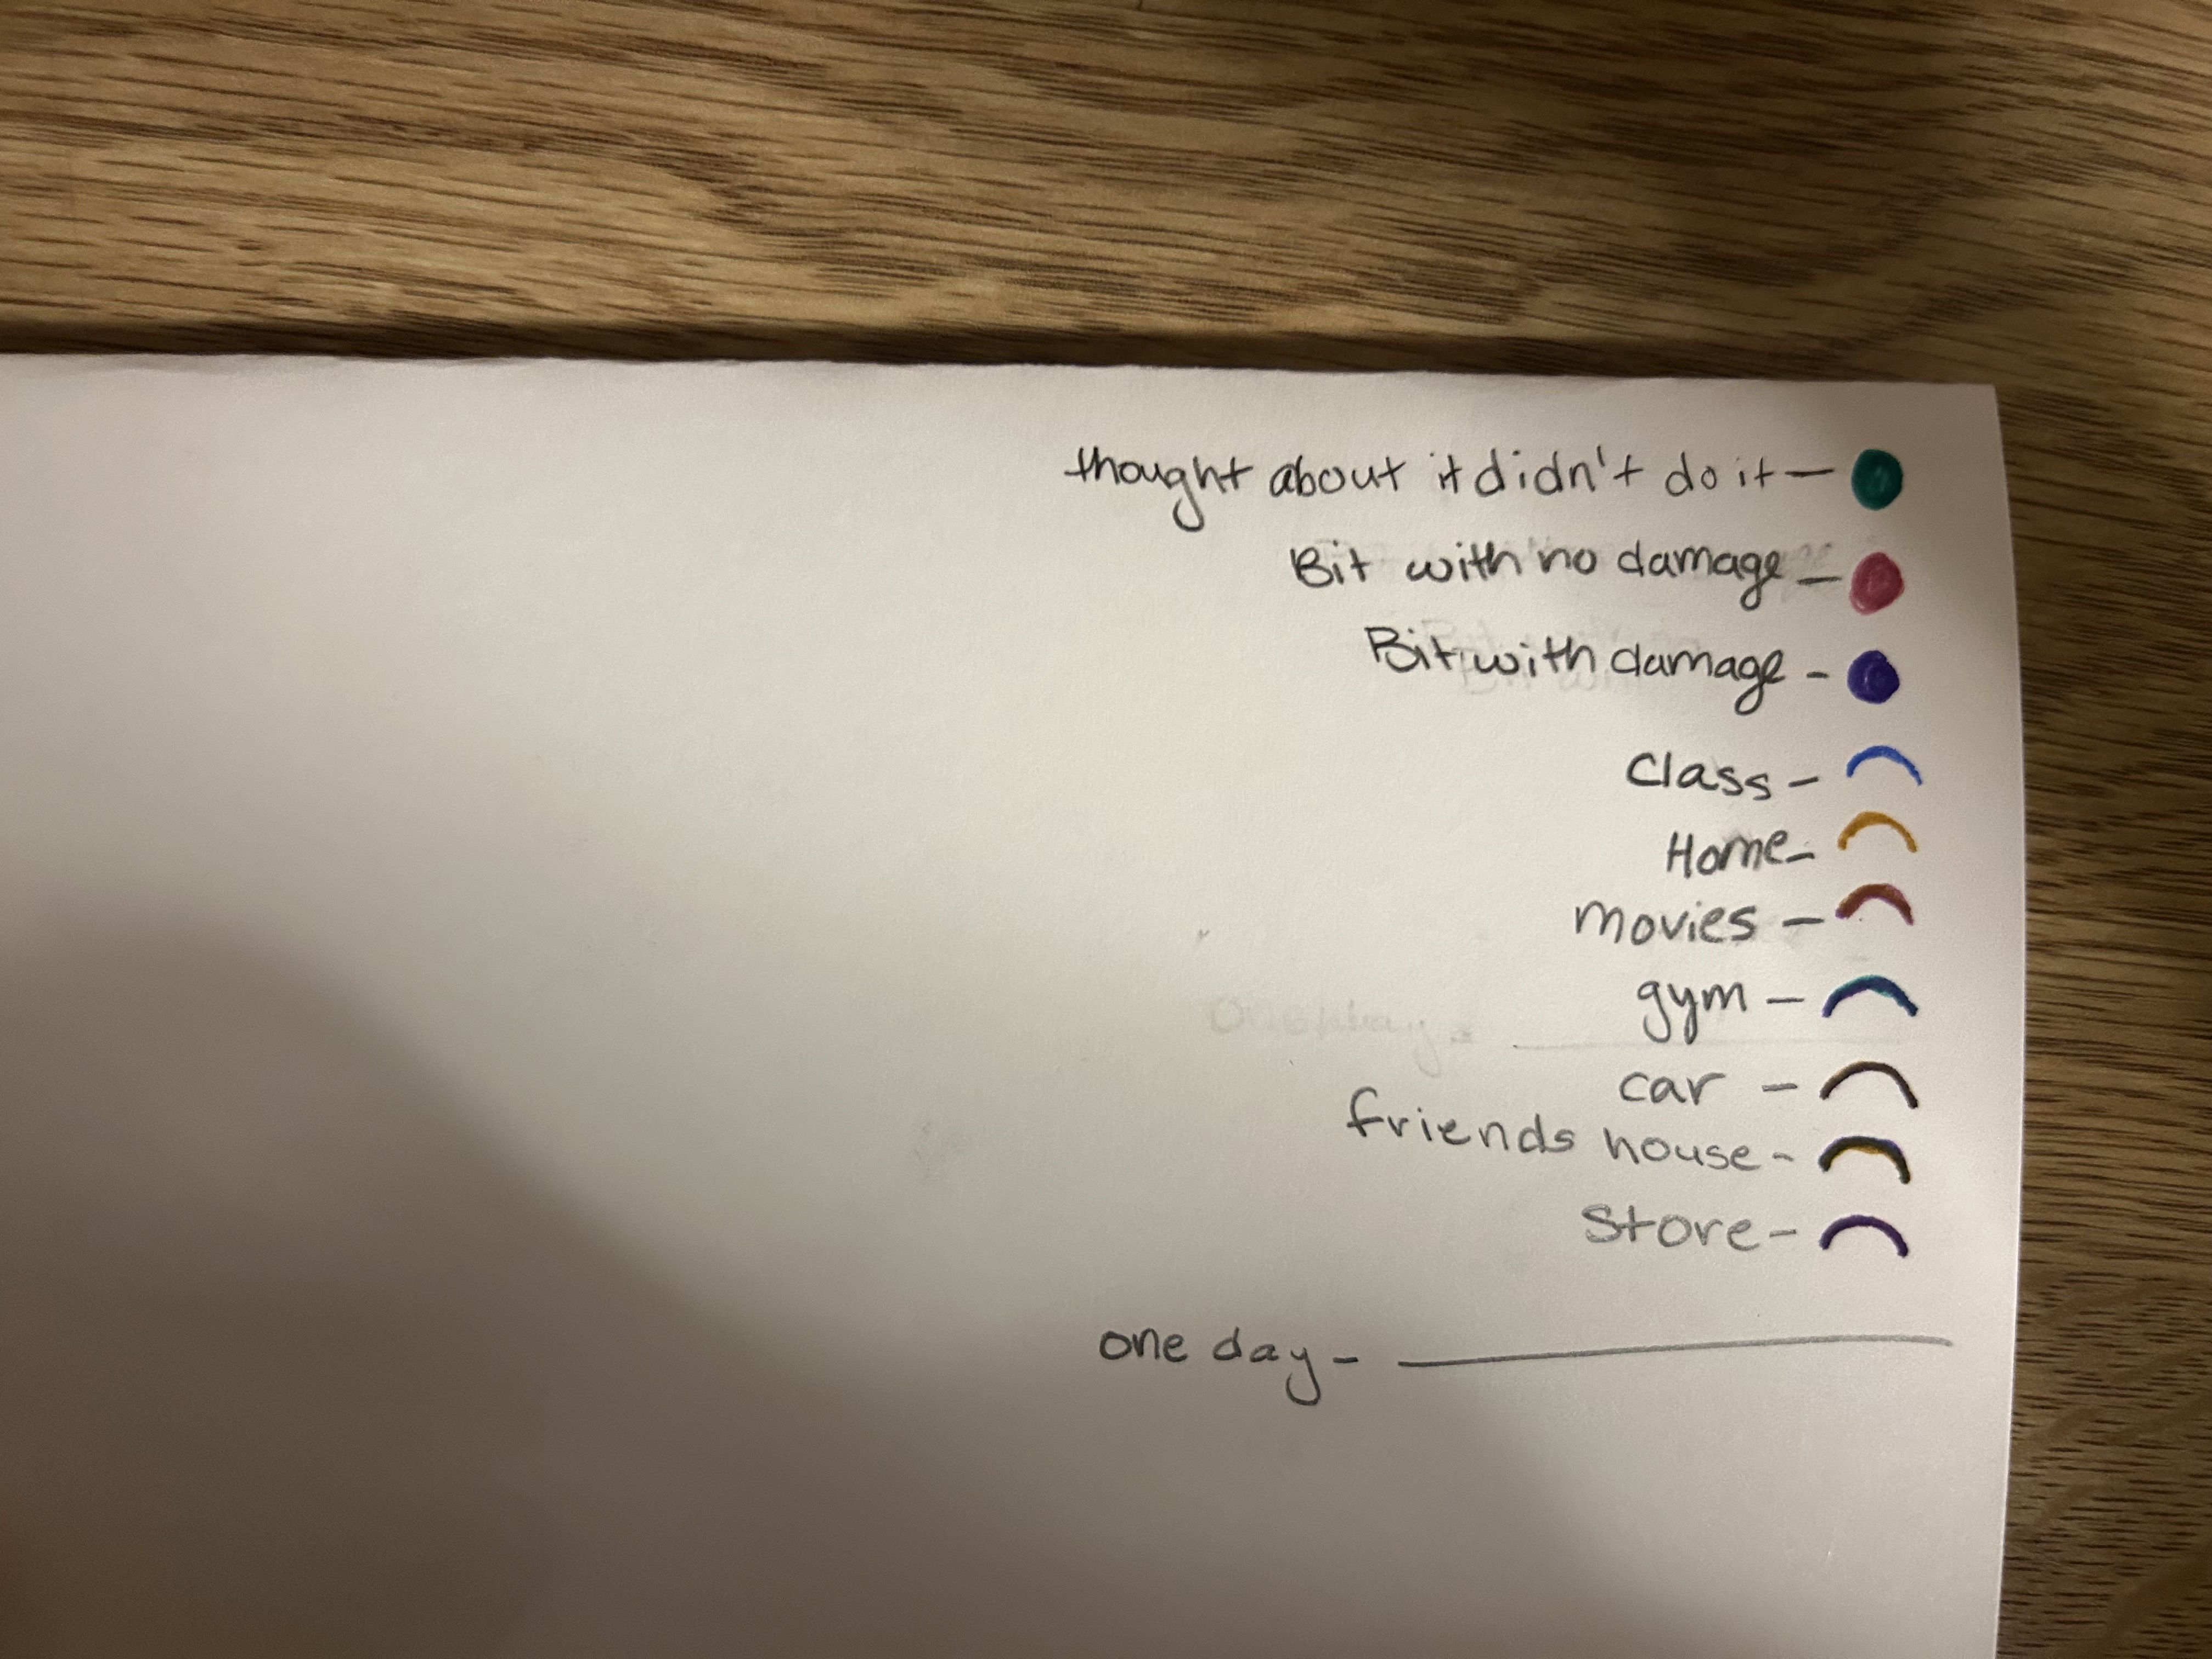 thought about it didn't do it -
Bit with no damage -
Bit with damage -
Class -
Home -
movies -
gym -
car -
friends house -
Store -
one day -